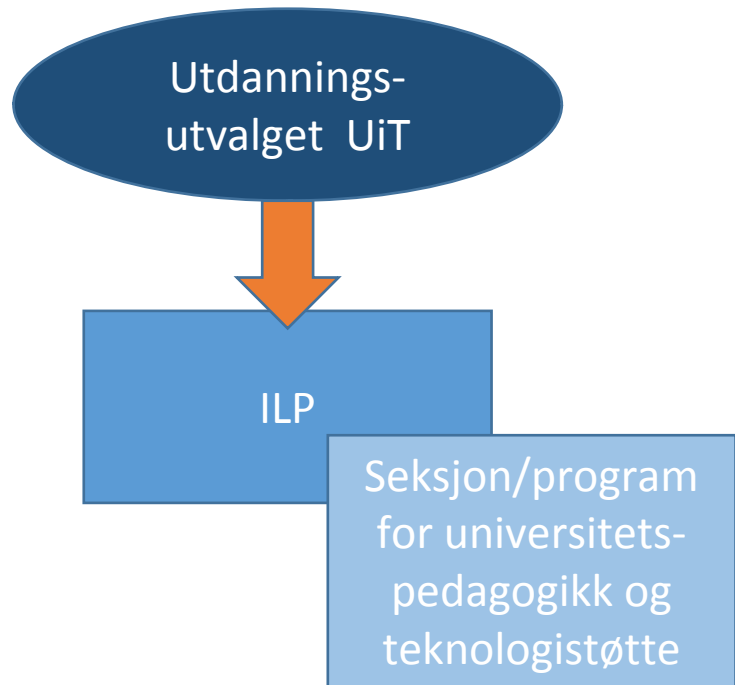 Utdannings-
utvalget UiT
ILP
Seksjon/program
for universitets-
pedagogikk og
teknologistøtte